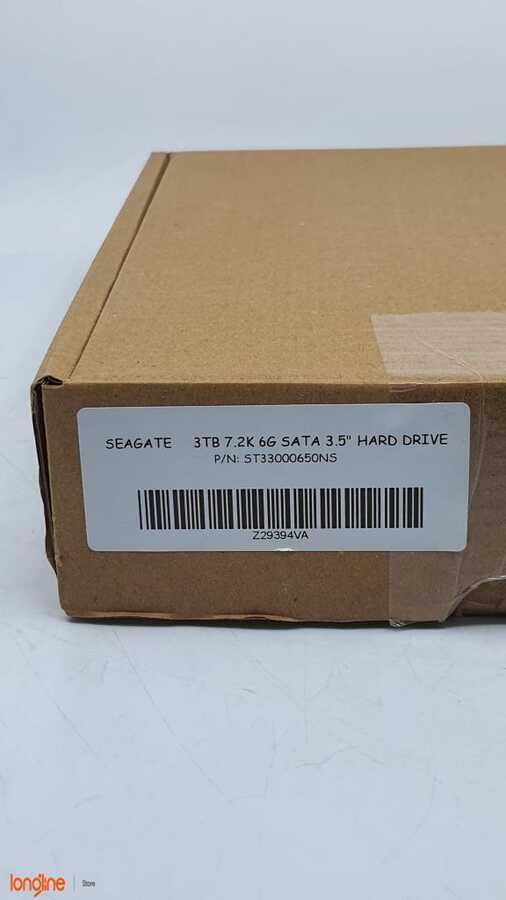 SEAGATE 3TB 7.2K 6G SATA 3.5" HARD DRIVE
P/N: ST33000650NS
Z29394VA
longline Store